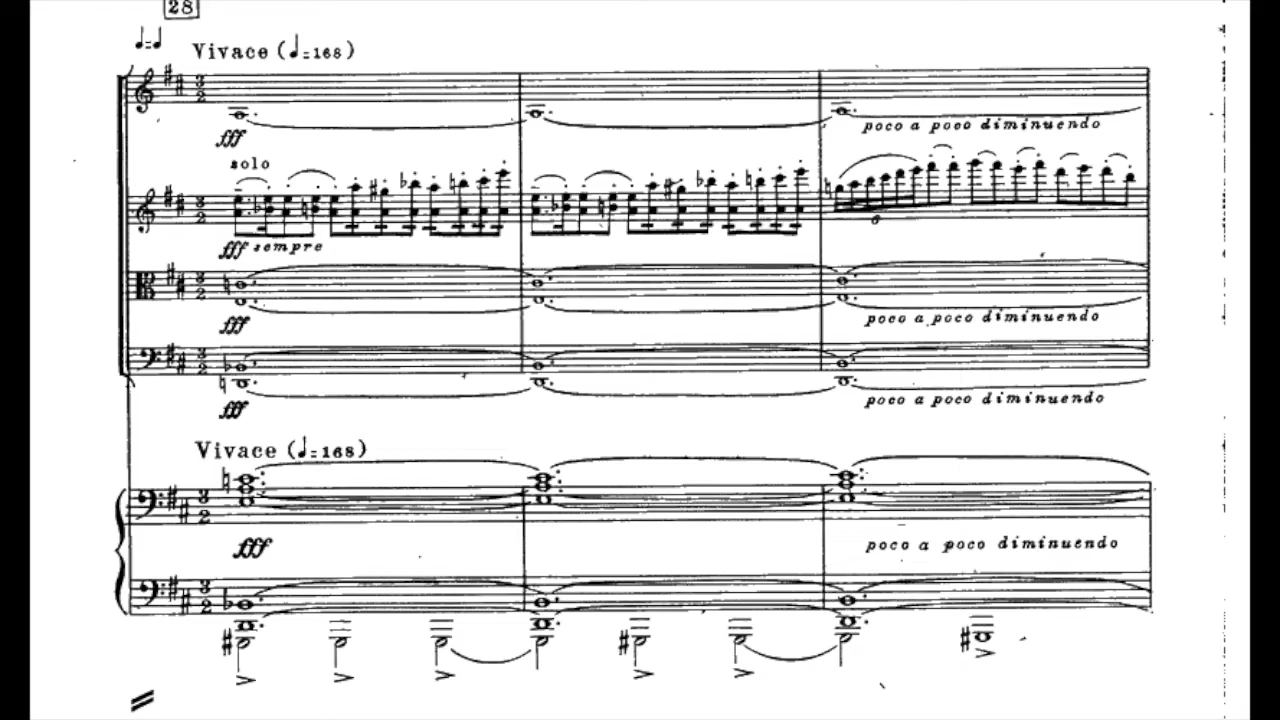 28
Vivace (♩=168)
fff
poco a poco diminuendo
solo
6
fff sempre
fff
poco a poco diminuendo
fff
poco a poco diminuendo
Vivace (♩=168)
fff
poco a poco diminuendo